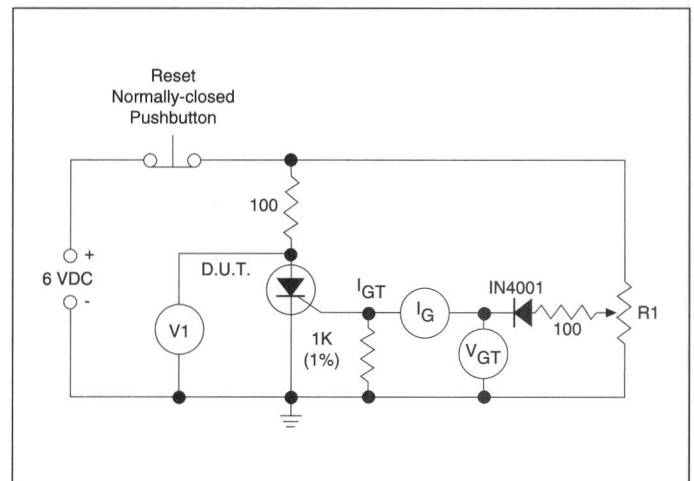 Reset
Normally-closed
Pushbutton
100
+
6 VDC
-
D.U.T.
V1
IGT
1K
(1%)
IG
VGT
IN4001
100
R1